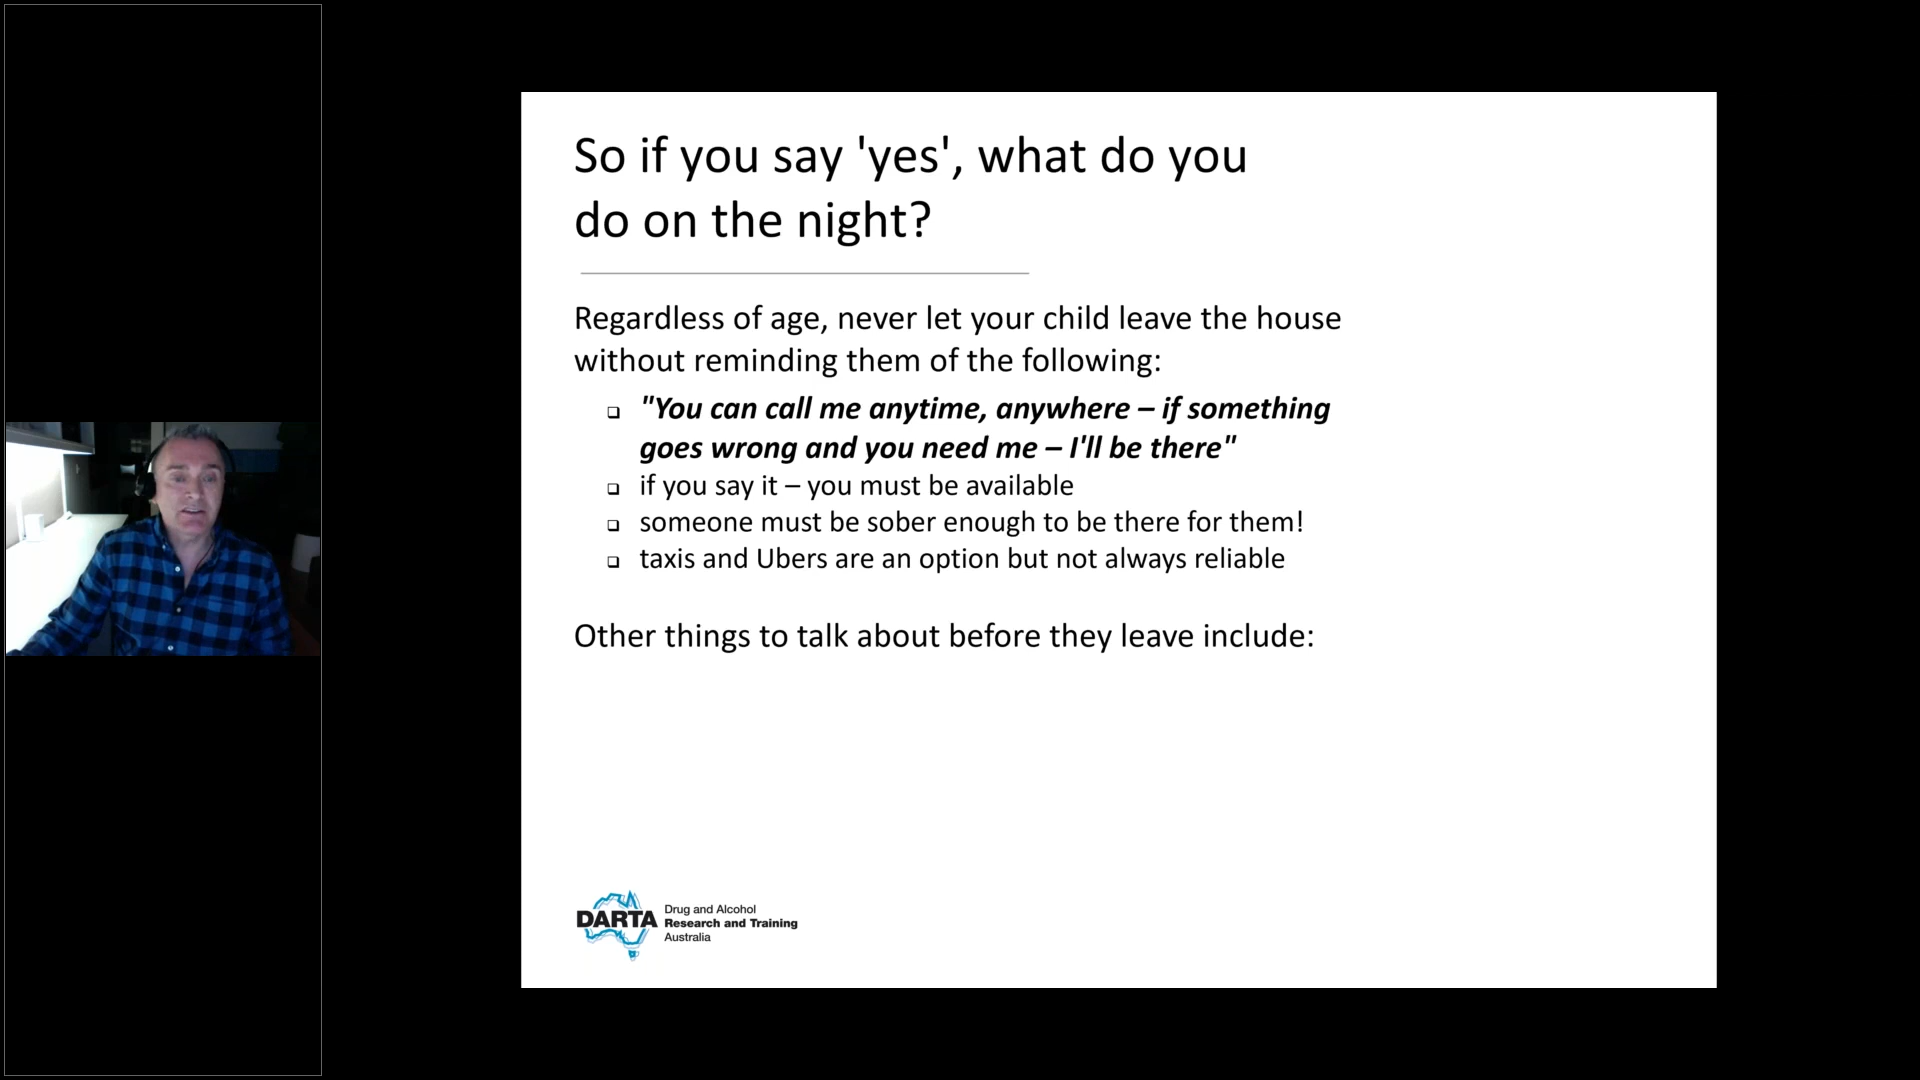 So if you say 'yes', what do you
do on the night?
Regardless of age, never let your child leave the house
without reminding them of the following:
"You can call me anytime, anywhere – if something
goes wrong and you need me – I'll be there"
if you say it – you must be available
someone must be sober enough to be there for them!
taxis and Ubers are an option but not always reliable
Other things to talk about before they leave include:
DARTA
Drug and Alcohol
Research and Training
Australia